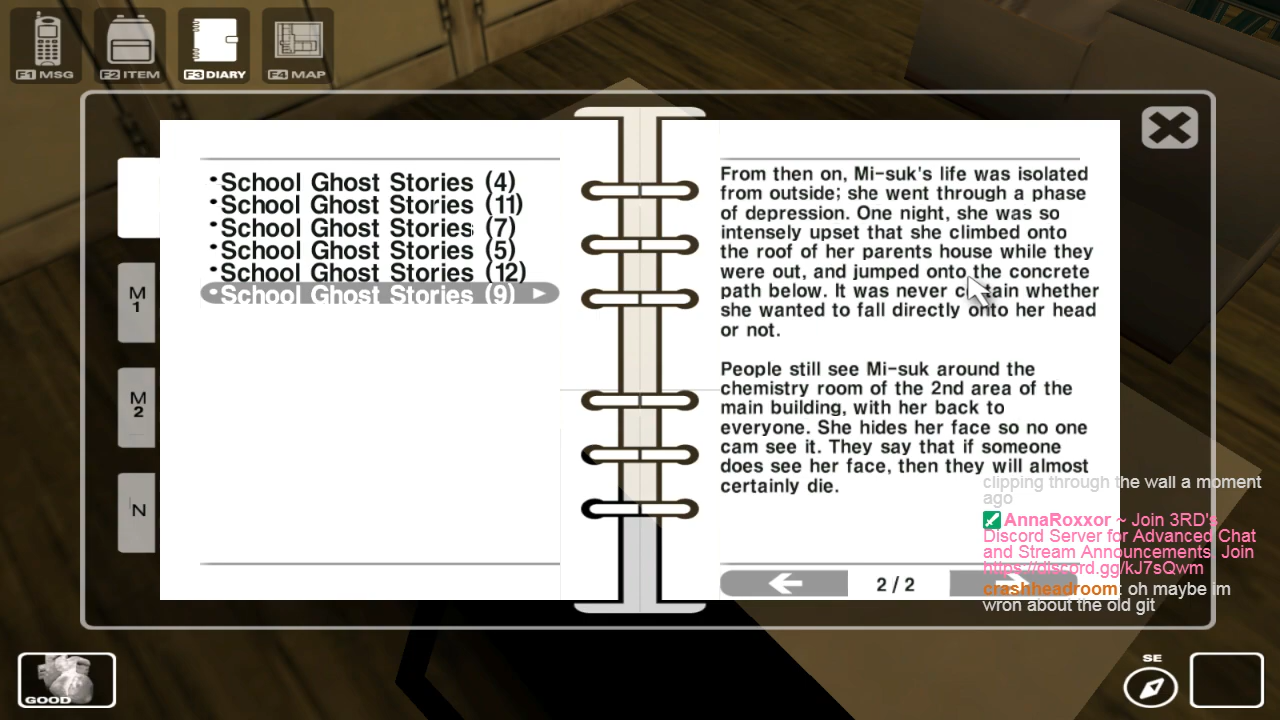 F1 MSG
F2 ITEM
F3 DIARY
F4 MAP
M
1
M
2
N
•School Ghost Stories (4)
•School Ghost Stories (11)
•School Ghost Stories (7)
•School Ghost Stories (5)
•School Ghost Stories (12)
•School Ghost Stories (9)
From then on, Mi-suk's life was isolated
from outside; she went through a phase
of depression. One night, she was so
intensely upset that she climbed onto
the roof of her parents house while they
were out, and jumped onto the concrete
path below. It was never certain whether
she wanted to fall directly onto her head
or not.
People still see Mi-suk around the
chemistry room of the 2nd area of the
main building, with her back to
everyone. She hides her face so no one
cam see it. They say that if someone
does see her face, then they will almost
certainly die.
2 / 2
clipping through the wall a moment
ago
AnnaRoxxor ~ Join 3RD's
Discord Server for Advanced Chat
and Stream Announcements! Join
https://discord.gg/kJ7sQwm
crashheadroom: oh maybe im
wron about the old git
GOOD
SE